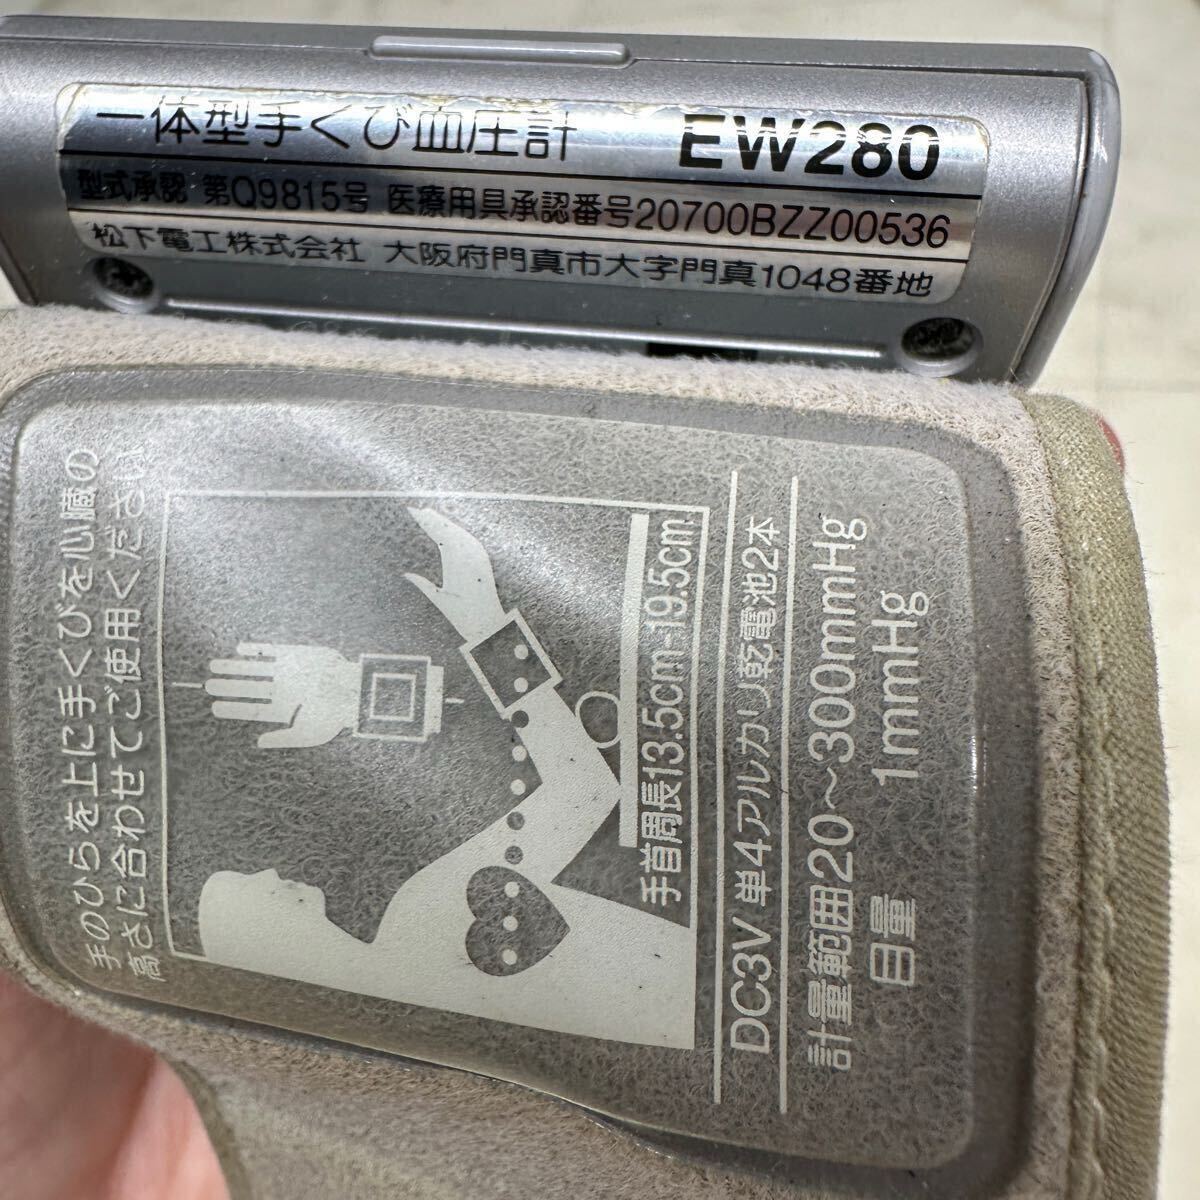 一体型手くび血圧計 EW280
型式承認 第Q9815号 医療用具承認番号20700BZZ00536
松下電工株式会社 大阪府門真市大字門真1048番地
手のひらを上に手くびを心臓の
高さに合わせてご使用ください。
手首周長13.5cm~19.5cm
DC3V 単4アルカリ乾電池2本
計量範囲20~300mmHg
目量 1mmHg